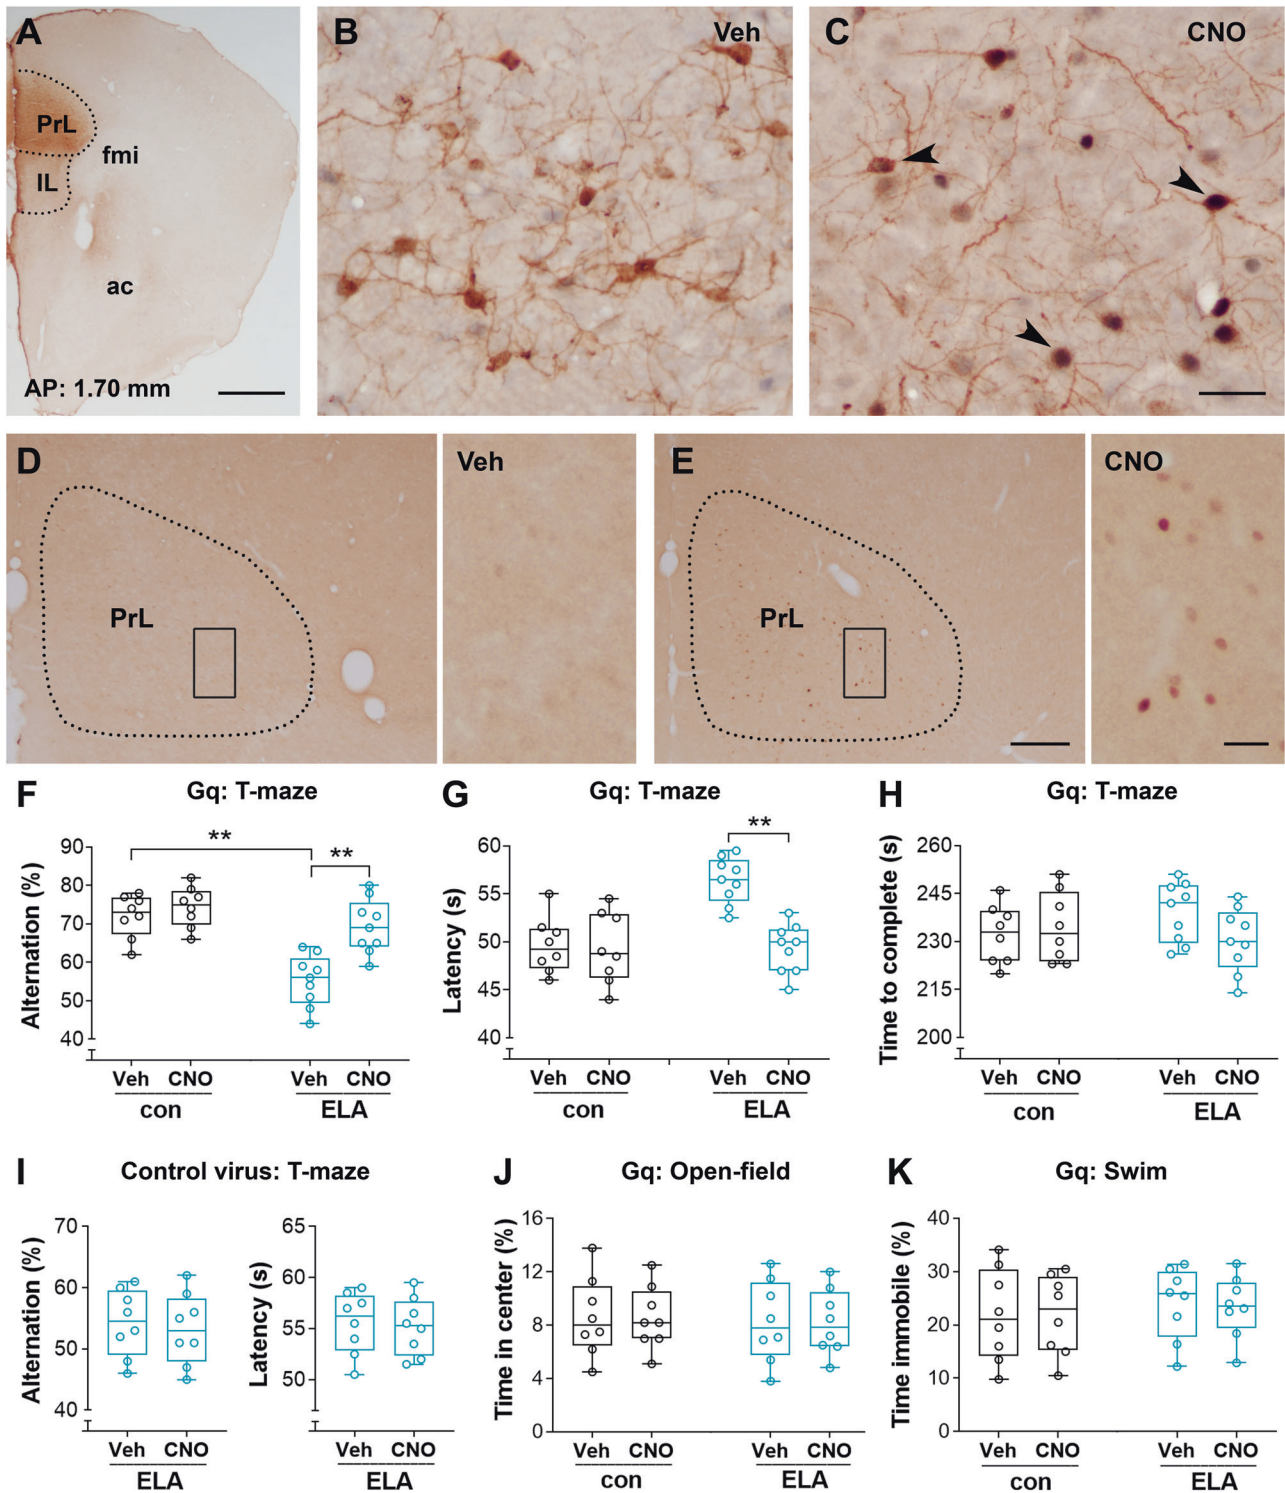 A
PrL
fmi
IL
ac
AP: 1.70 mm
B
Veh
C
CNO
D
PrL
Veh
E
PrL
CNO
F
Gq: T-maze
Alternation (%)
90
80
70
60
50
40
**
**
Veh CNO Veh CNO
con ELA
G
Gq: T-maze
Latency (s)
60
55
50
45
40
**
Veh CNO Veh CNO
con ELA
H
Gq: T-maze
Time to complete (s)
260
245
230
215
200
Veh CNO Veh CNO
con ELA
I
Control virus: T-maze
Alternation (%)
70
60
50
40
Veh CNO
ELA
Latency (s)
65
60
55
50
Veh CNO
ELA
J
Gq: Open-field
Time in center (%)
16
12
8
4
0
Veh CNO Veh CNO
con ELA
K
Gq: Swim
Time immobile (%)
40
30
20
10
0
Veh CNO Veh CNO
con ELA